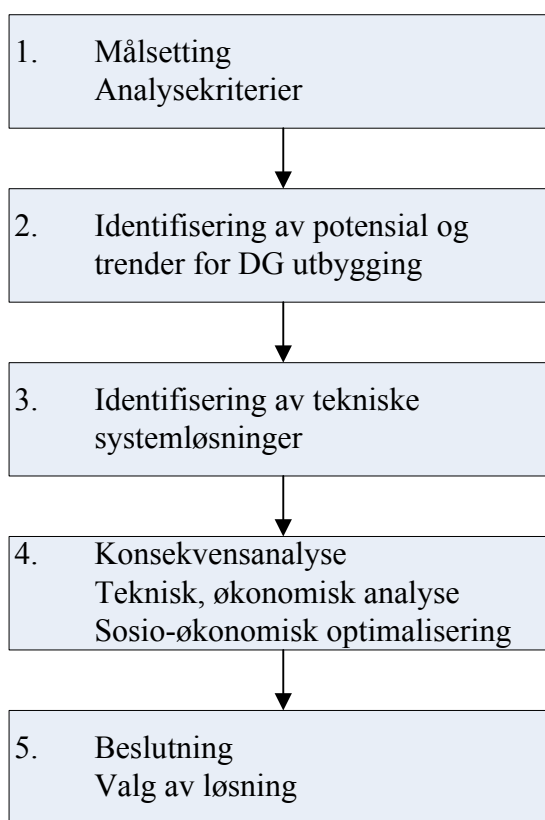 1. Målsetting
Analysekriterier
2. Identifisering av potensial og
trender for DG utbygging
3. Identifisering av tekniske
systemløsninger
4. Konsekvensanalyse
Teknisk, økonomisk analyse
Sosio-økonomisk optimalisering
5. Beslutning
Valg av løsning